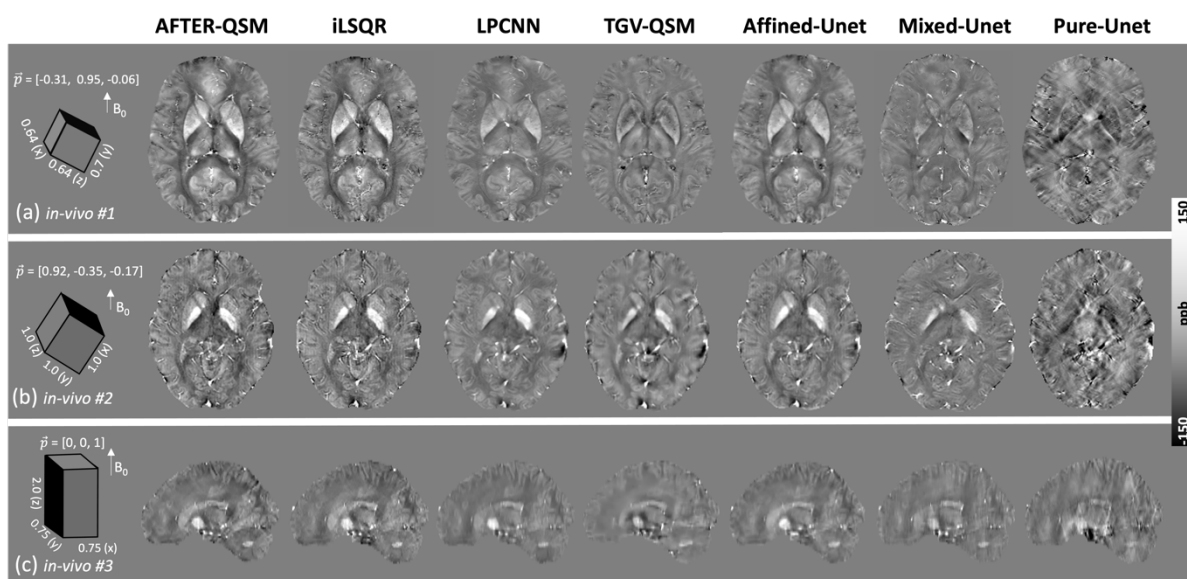 AFTER-QSM iLSQR LPCNN TGV-QSM Affined-Unet Mixed-Unet Pure-Unet
p⃗ = [-0.31, 0.95, -0.06]
B₀
0.64 (x)
0.64 (z)
0.7 (y)
(a) in-vivo #1
p⃗ = [0.92, -0.35, -0.17]
B₀
1.0 (z)
1.0 (y)
1.0 (x)
(b) in-vivo #2
p⃗ = [0, 0, 1]
B₀
2.0 (z)
0.75 (y)
0.75 (x)
(c) in-vivo #3
150
ppb
-150